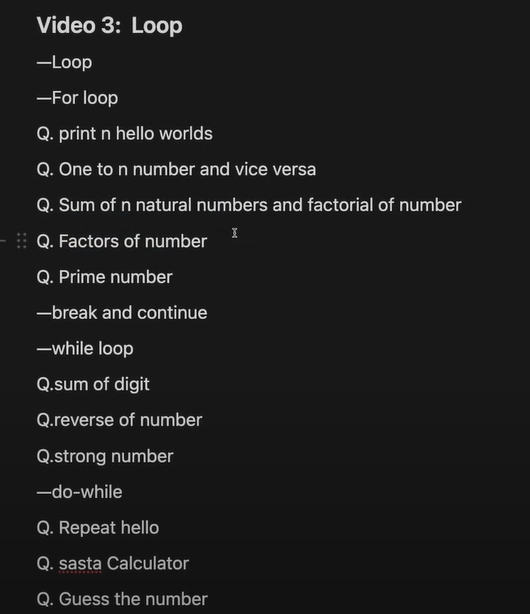 Video 3:  Loop
—Loop
—For loop
Q. print n hello worlds
Q. One to n number and vice versa
Q. Sum of n natural numbers and factorial of number
Q. Factors of number
Q. Prime number
—break and continue
—while loop
Q.sum of digit
Q.reverse of number
Q.strong number
—do-while
Q. Repeat hello
Q. sasta Calculator
Q. Guess the number